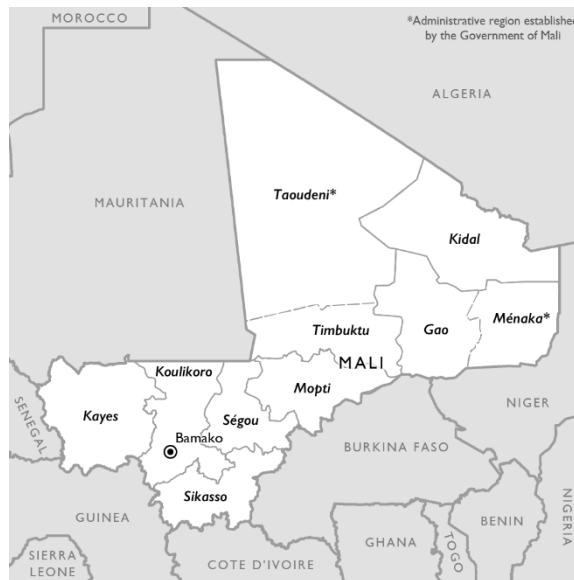 MOROCCO
*Administrative region established
by the Government of Mali
ALGERIA
Taoudeni*
MAURITANIA
Kidal
Timbuktu
Gao
Ménaka*
MALI
Koulikoro
Mopti
Kayes
Ségou
NIGER
SENEGAL
Bamako
BURKINA FASO
Sikasso
GUINEA
BENIN
NIGERIA
GHANA
TOGO
SIERRA
LEONE
COTE D'IVOIRE